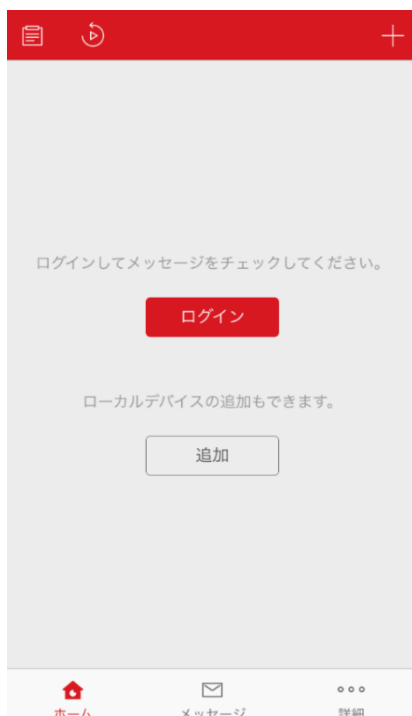 ログインしてメッセージをチェックしてください。
ログイン
ローカルデバイスの追加もできます。
追加
ホーム
メッセージ
詳細